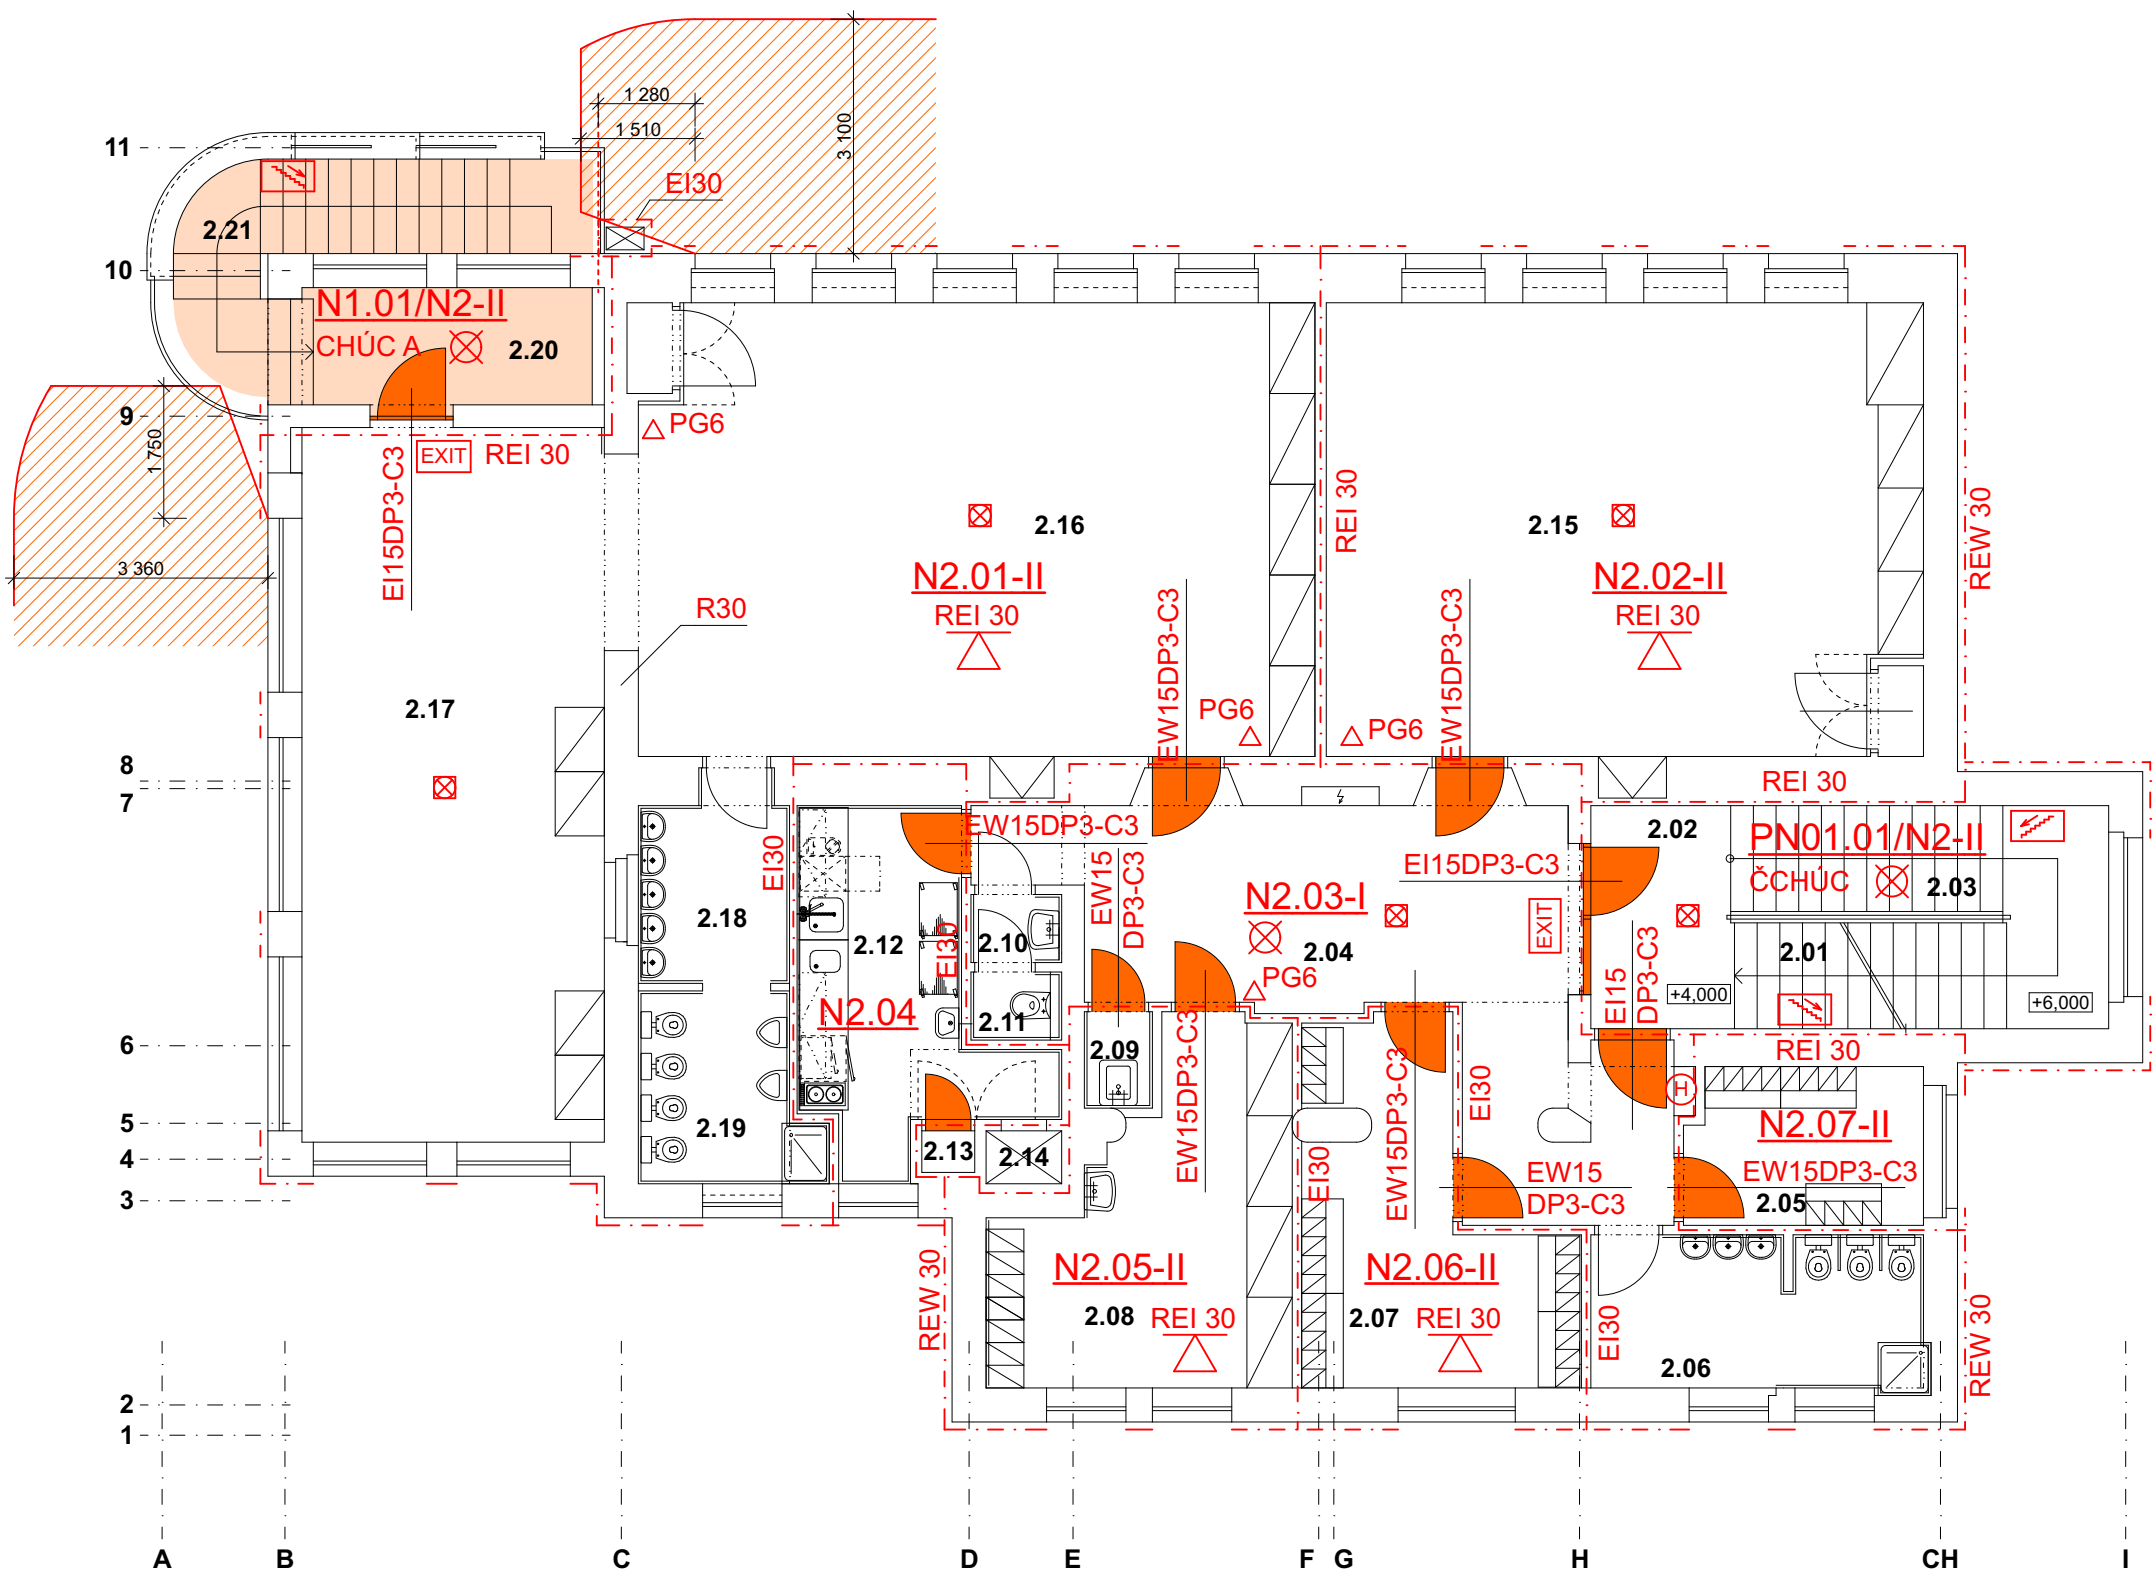 1 280
1 510
3 100
11
EI30
2.21
10
N1.01/N2-II
CHÚC A
2.20
9
1 750
PG6
EXIT
REI 30
EI15DP3-C3
REI 30
REW 30
2.16
2.15
3 360
N2.01-II
REI 30
N2.02-II
REI 30
R30
EW15DP3-C3
EW15DP3-C3
2.17
PG6
PG6
8
7
REI 30
EW15DP3-C3
2.02
PN01.01/N2-II
ČCHÚC
2.03
EI30
EW15
DP3-C3
EI15DP3-C3
N2.03-I
2.18
2.12
EI30
2.10
2.04
EXIT
2.01
EI15
DP3-C3
+4,000
+6,000
PG6
N2.04
2.11
6
2.09
EW15DP3-C3
EW15DP3-C3
EI30
REI 30
H
5
2.19
N2.07-II
4
2.13
2.14
EI30
EW15
DP3-C3
EW15DP3-C3
2.05
3
REW 30
N2.05-II
N2.06-II
2.08
REI 30
2.07
REI 30
EI30
2.06
REW 30
2
1
A
B
C
D
E
F
G
H
CH
I